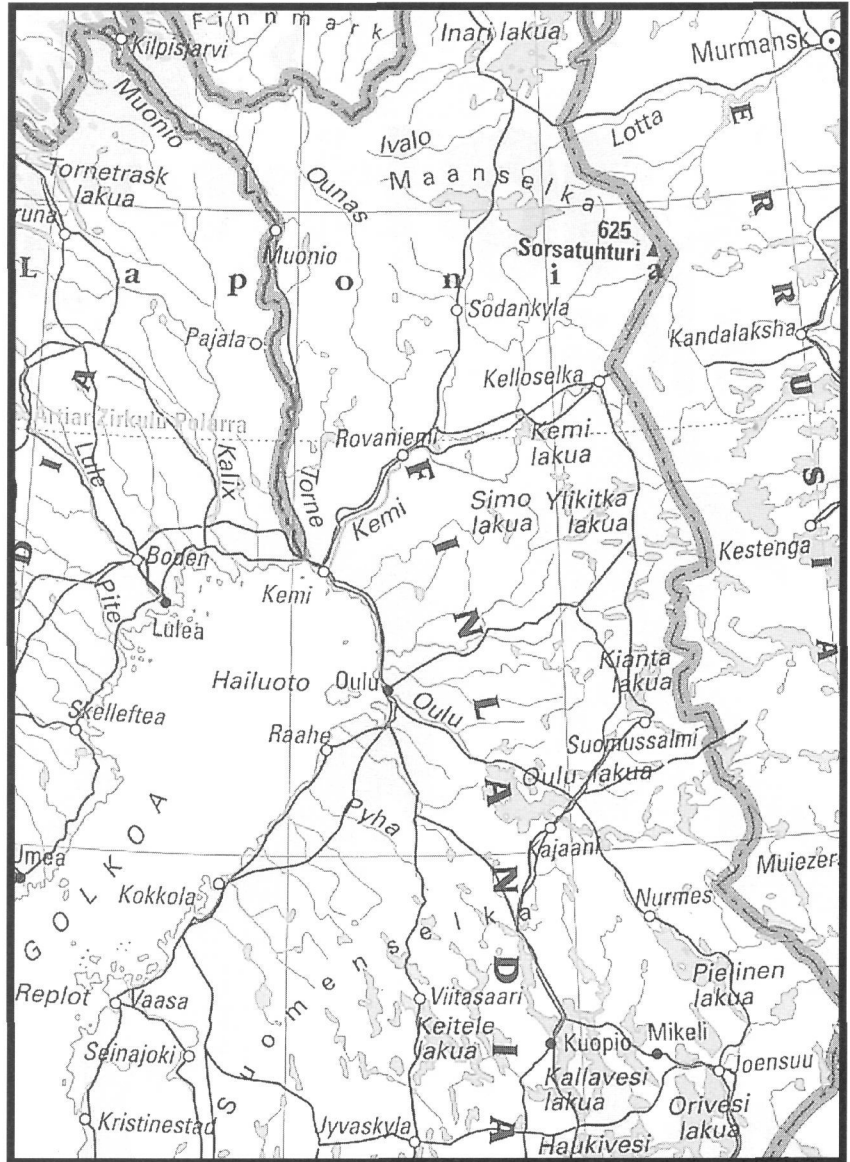 Finnmark
Inari lakua
Murmansk
Kilpisjarvi
Muonio
Ivalo
Lotta
Maanselka
Ounas
Tornetrask
lakua
runa
625
Sorsatunturi
Muonio
Laponia
Sodankyla
Pajala
Kandalaksha
Kelloselka
Artiar Zirkulu Polarra
Rovaniemi
Kemi
lakua
Lule
Kalix
Torne
Kemi
Simo
lakua
Ylikitka
lakua
Kestenga
Boden
Kemi
Pite
Lulea
Kianta
lakua
Hailuoto
Oulu
Oulu
Skelleftea
Raahe
Suomussalmi
Oulu lakua
Pyha
Kajaani
Umea
Muiezer
Kokkola
Nurmes
GOLKOA
Suomenselka
Pielinen
lakua
Replot
Vaasa
Viitasaari
Keitele
lakua
Kuopio
Mikeli
Seinajoki
Joensuu
Kallavesi
lakua
Orivesi
lakua
Kristinestad
Jyvaskyla
Haukivesi
FINLANDIA
ERRUSIA
A
I
D